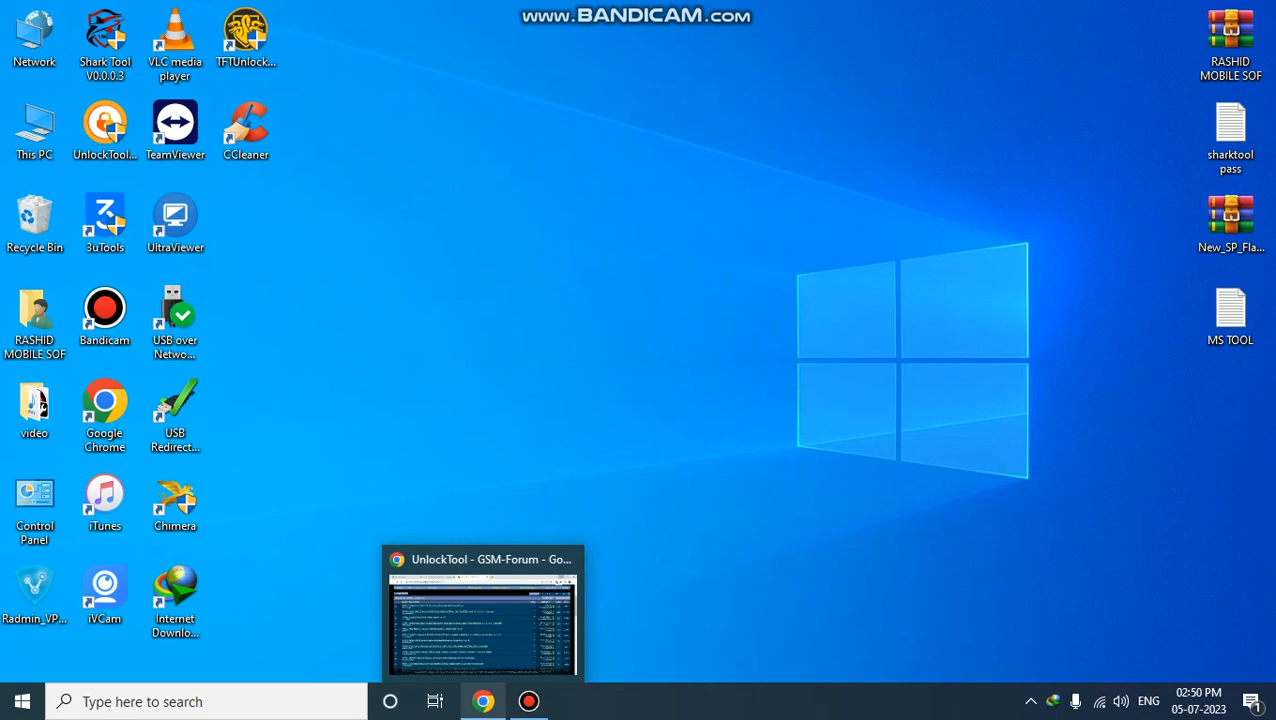 www.BANDICAM.com
Network
Shark Tool
V0.0.0.3
VLC media
player
TFTUnlock...
This PC
UnlockTool...
TeamViewer
CCleaner
Recycle Bin
3uTools
UltraViewer
RASHID
MOBILE SOF
Bandicam
USB over
Netwo...
video
Google
Chrome
USB
Redirect...
Control
Panel
iTunes
Chimera
iVCam
Internet
Downl...
RASHID
MOBILE SOF
sharktool
pass
New_SP_Fla...
MS TOOL
UnlockTool - GSM-Forum - Go...
Type here to search
ENG
02:50 PM
05-07-2023
1